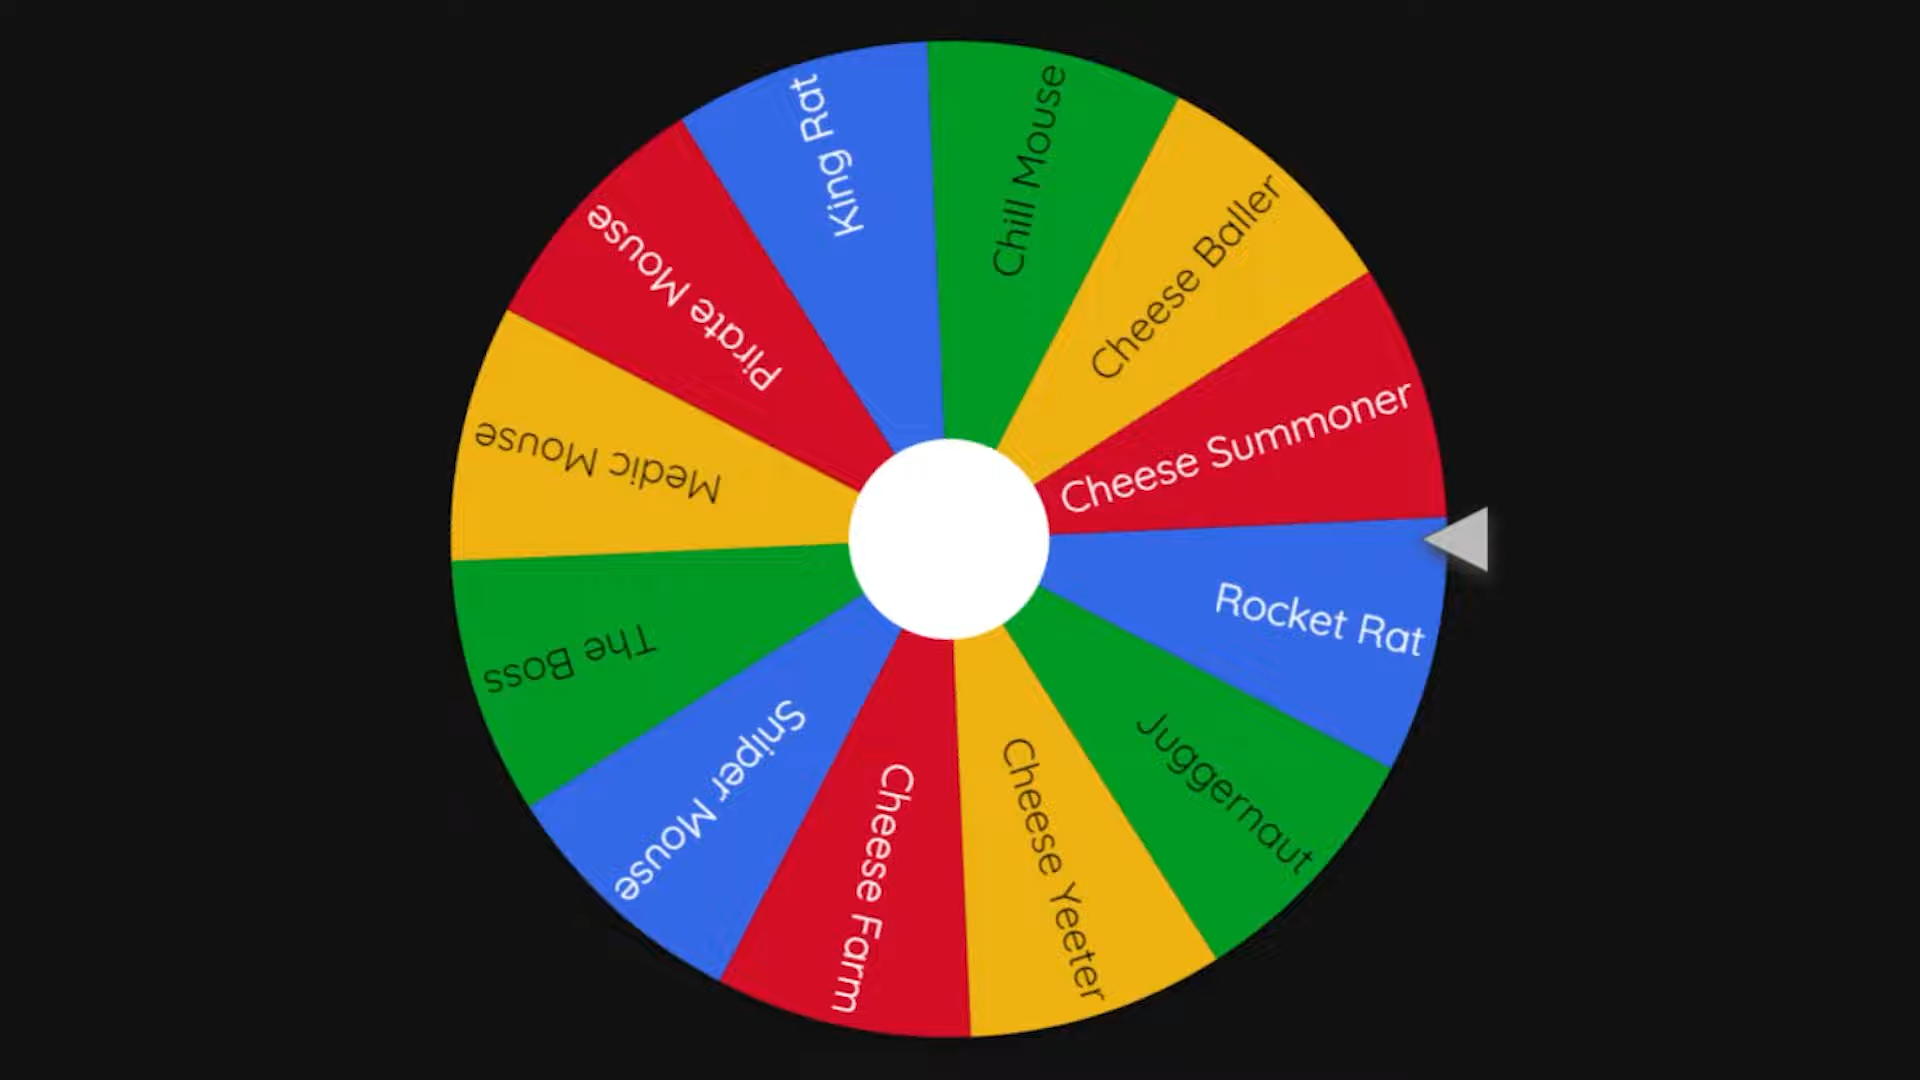 King Rat
Chill Mouse
Cheese Baller
Cheese Summoner
Rocket Rat
Juggernaut
Cheese Yeeter
Cheese Farm
Sniper Mouse
The Boss
Medic Mouse
Pirate Mouse